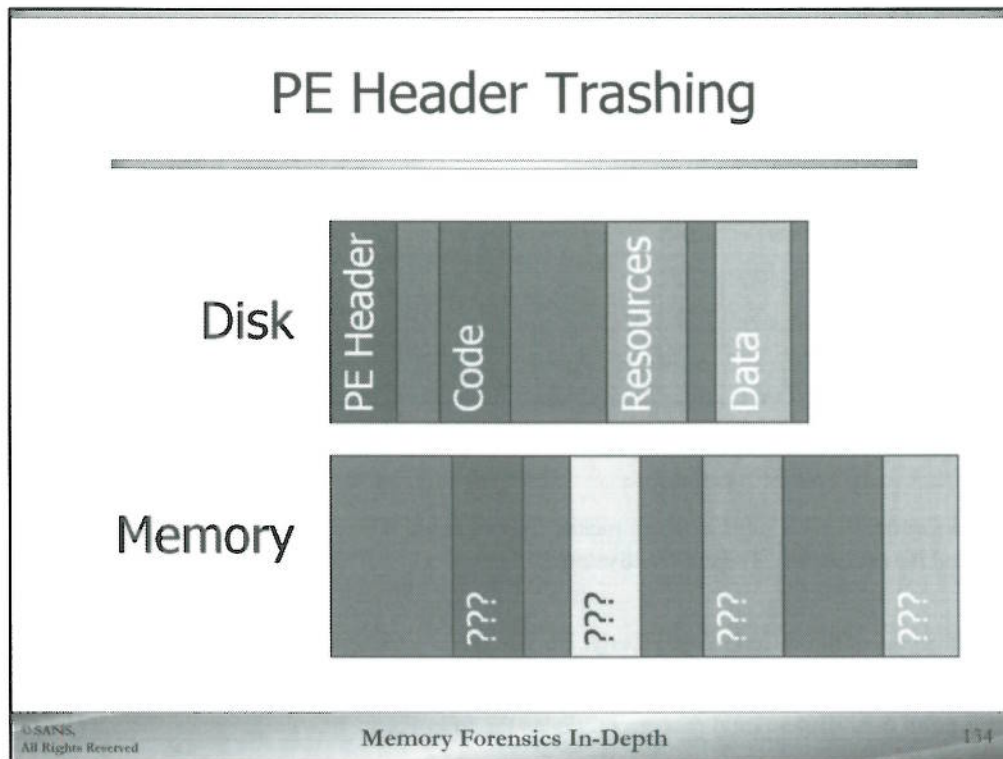 PE Header Trashing
Disk
PE Header
Code
Resources
Data
Memory
???
???
???
???
©SANS,
All Rights Reserved
Memory Forensics In-Depth
134